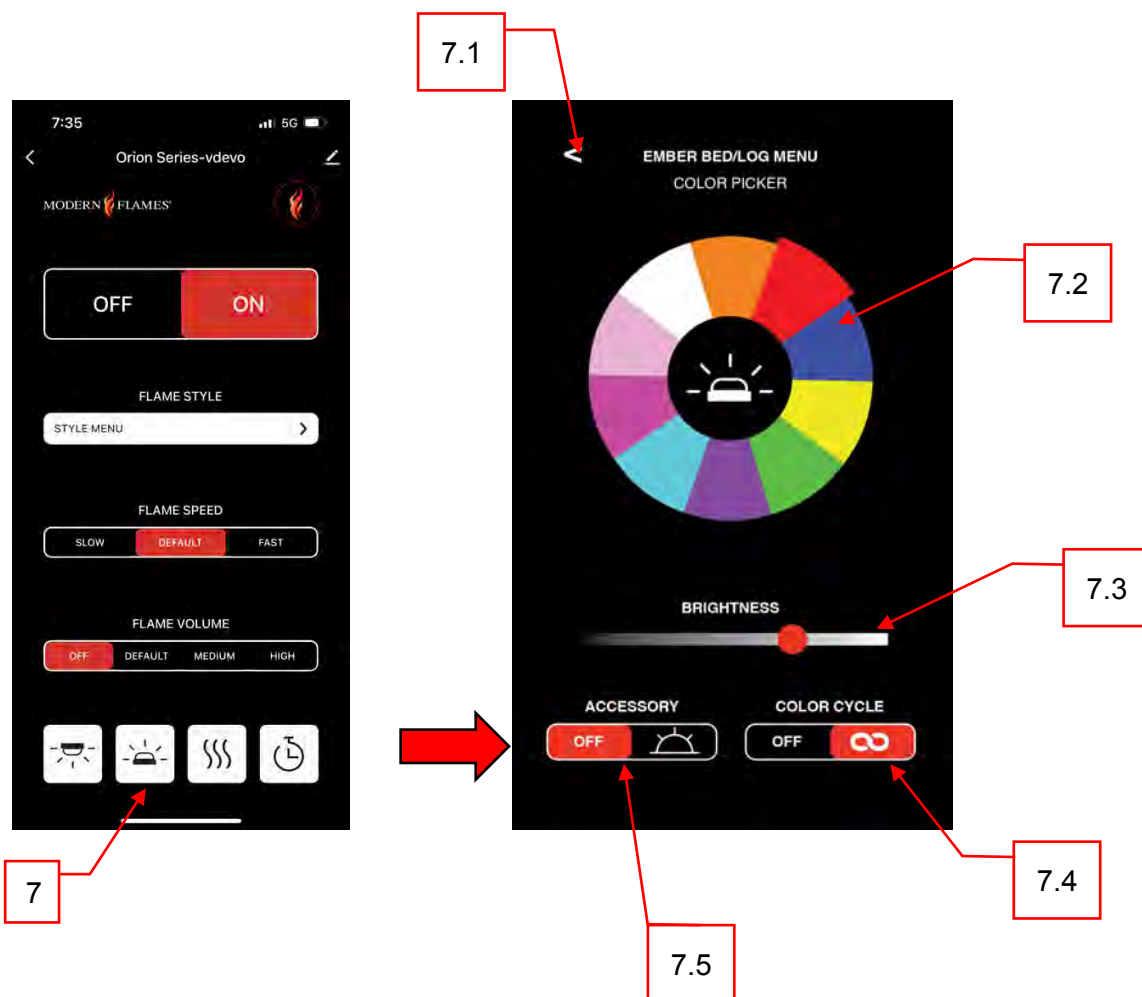 7.1
7:35
5G
Orion Series-vdevo
MODERN FLAMES
OFF ON
FLAME STYLE
STYLE MENU
FLAME SPEED
SLOW DEFAULT FAST
FLAME VOLUME
OFF DEFAULT MEDIUM HIGH
7
EMBER BED/LOG MENU
COLOR PICKER
7.2
BRIGHTNESS
7.3
ACCESSORY COLOR CYCLE
OFF OFF
7.4
7.5